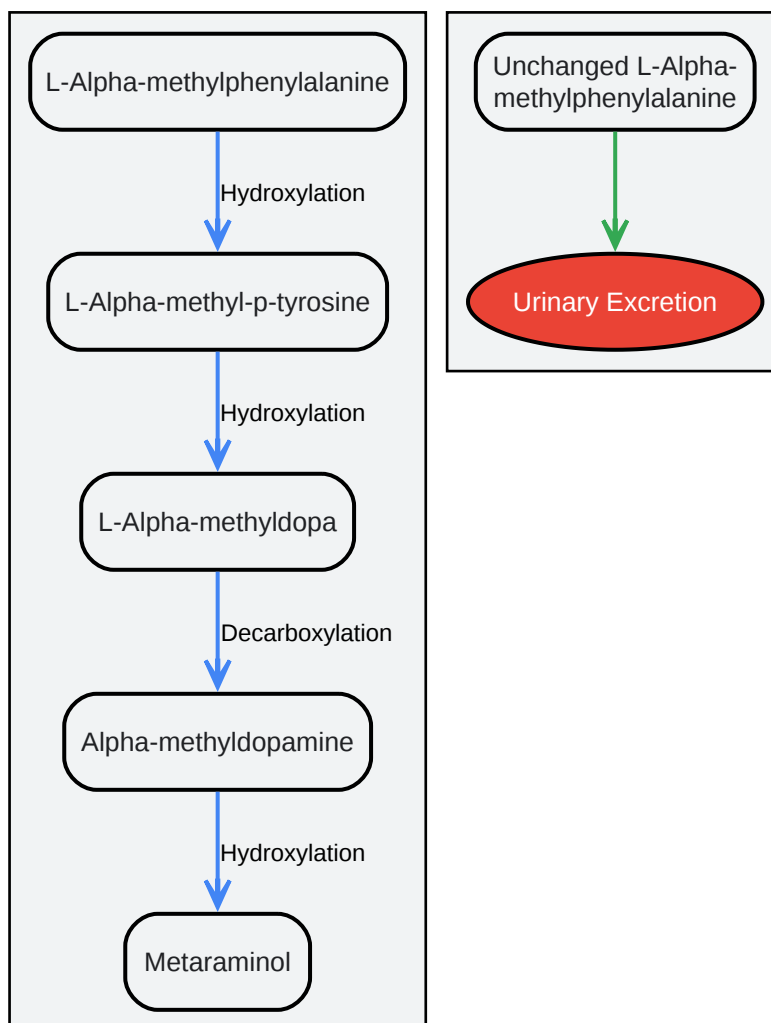 L-Alpha-methylphenylalanine
Hydroxylation
L-Alpha-methyl-p-tyrosine
Hydroxylation
L-Alpha-methyldopa
Decarboxylation
Alpha-methyldopamine
Hydroxylation
Metaraminol
Unchanged L-Alpha-
methylphenylalanine
Urinary Excretion